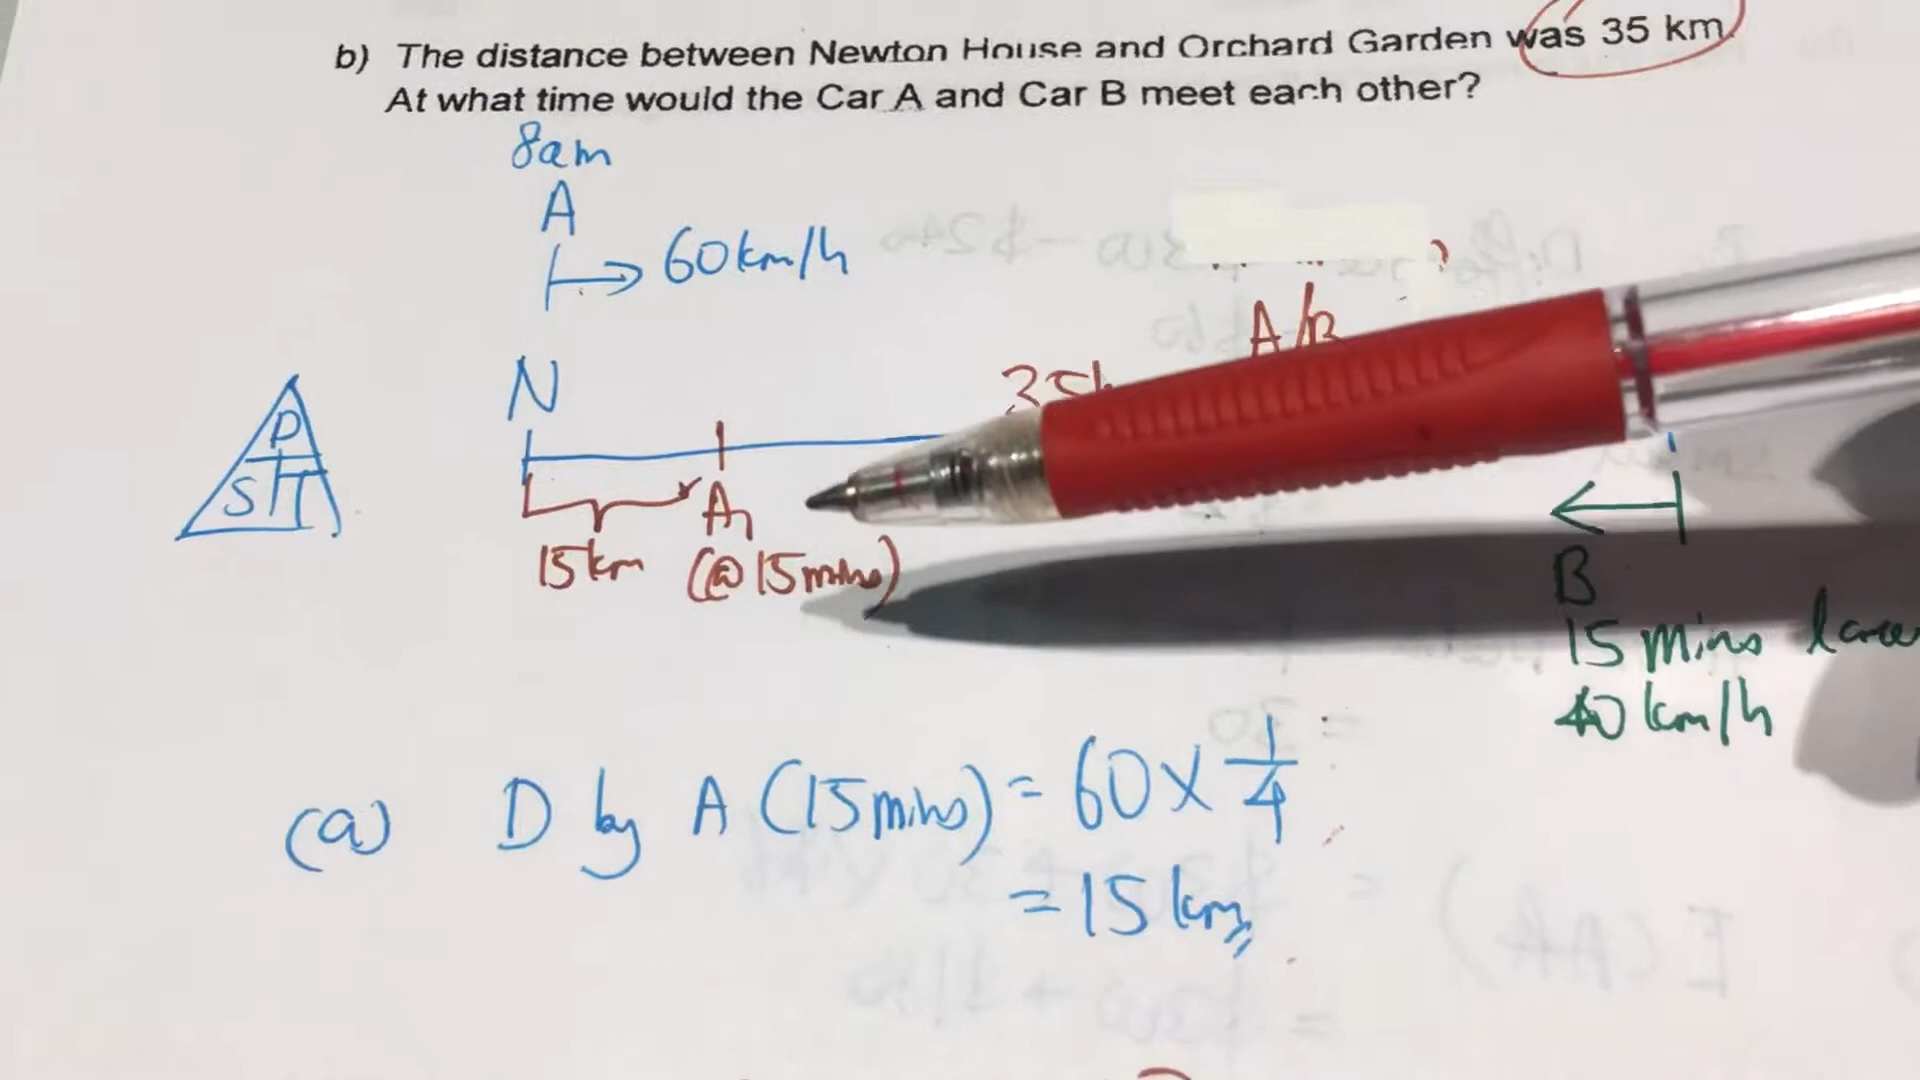 b) The distance between Newton House and Orchard Garden was 35 km.
At what time would the Car A and Car B meet each other?
8am
A
60km/h
?
A/B
N
35k
D
S T
A
15km (@ 15mins)
B
15 mins
40 km/h
(a) D by A (15mins) = 60 x 1/4
= 15 km